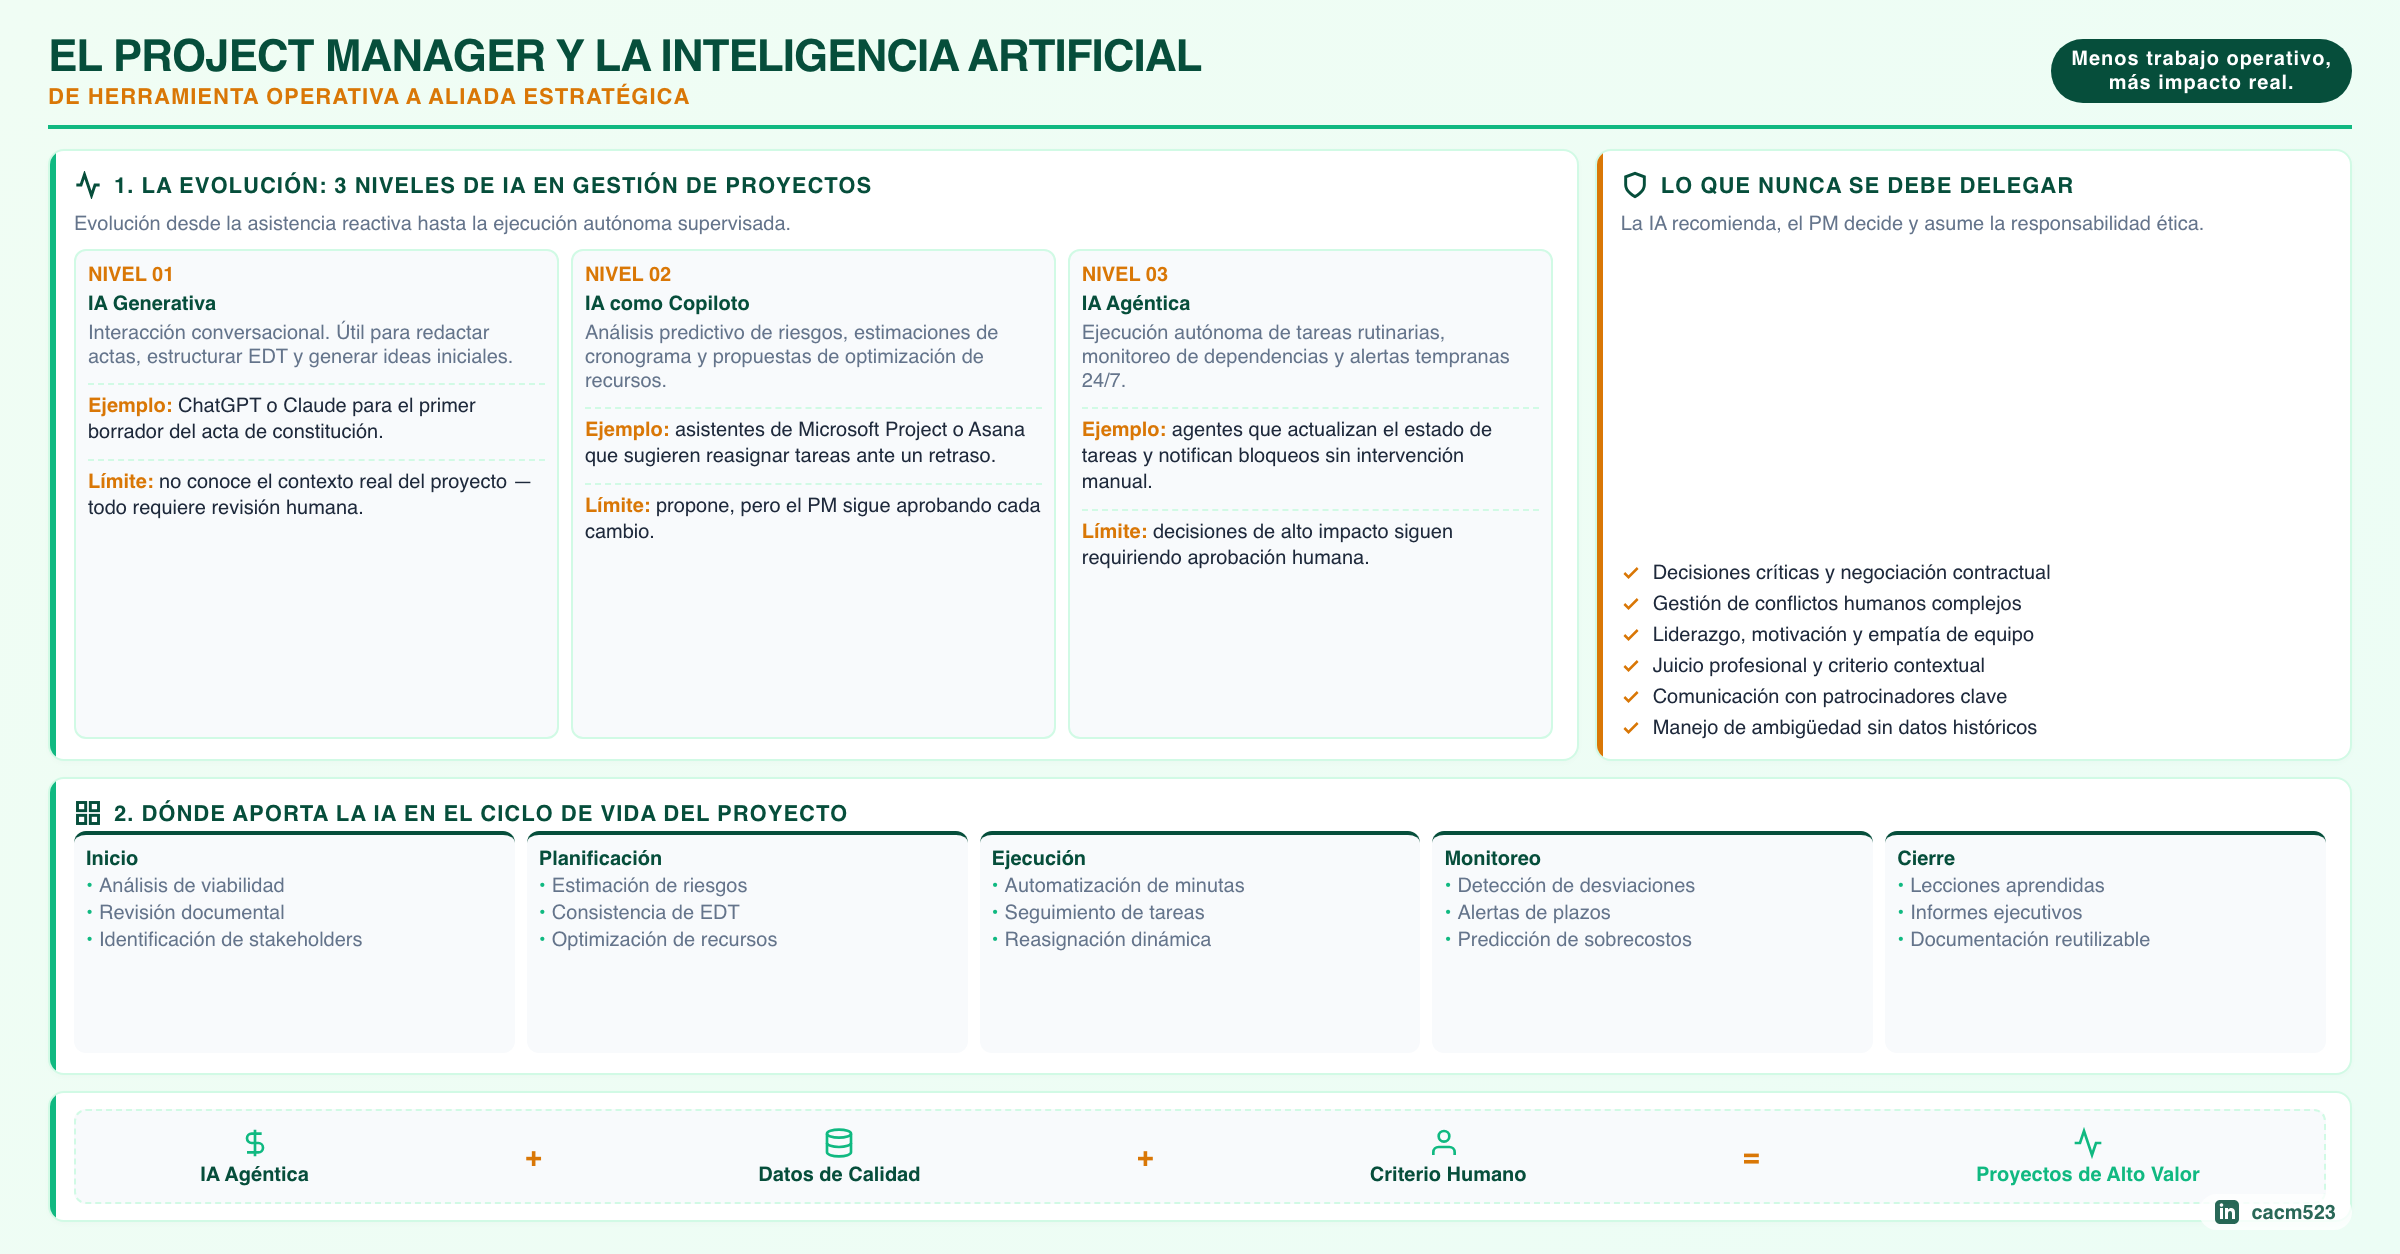 EL PROJECT MANAGER Y LA INTELIGENCIA ARTIFICIAL
DE HERRAMIENTA OPERATIVA A ALIADA ESTRATÉGICA
Menos trabajo operativo,
más impacto real.
1. LA EVOLUCIÓN: 3 NIVELES DE IA EN GESTIÓN DE PROYECTOS
Evolución desde la asistencia reactiva hasta la ejecución autónoma supervisada.
NIVEL 01
IA Generativa
Interacción conversacional. Útil para redactar
actas, estructurar EDT y generar ideas iniciales.
Ejemplo: ChatGPT o Claude para el primer
borrador del acta de constitución.
Límite: no conoce el contexto real del proyecto —
todo requiere revisión humana.
NIVEL 02
IA como Copiloto
Análisis predictivo de riesgos, estimaciones de
cronograma y propuestas de optimización de
recursos.
Ejemplo: asistentes de Microsoft Project o Asana
que sugieren reasignar tareas ante un retraso.
Límite: propone, pero el PM sigue aprobando cada
cambio.
NIVEL 03
IA Agéntica
Ejecución autónoma de tareas rutinarias,
monitoreo de dependencias y alertas tempranas
24/7.
Ejemplo: agentes que actualizan el estado de
tareas y notifican bloqueos sin intervención
manual.
Límite: decisiones de alto impacto siguen
requiriendo aprobación humana.
LO QUE NUNCA SE DEBE DELEGAR
La IA recomienda, el PM decide y asume la responsabilidad ética.
Decisiones críticas y negociación contractual
Gestión de conflictos humanos complejos
Liderazgo, motivación y empatía de equipo
Juicio profesional y criterio contextual
Comunicación con patrocinadores clave
Manejo de ambigüedad sin datos históricos
2. DÓNDE APORTA LA IA EN EL CICLO DE VIDA DEL PROYECTO
Inicio
• Análisis de viabilidad
• Revisión documental
• Identificación de stakeholders
Planificación
• Estimación de riesgos
• Consistencia de EDT
• Optimización de recursos
Ejecución
• Automatización de minutas
• Seguimiento de tareas
• Reasignación dinámica
Monitoreo
• Detección de desviaciones
• Alertas de plazos
• Predicción de sobrecostos
Cierre
• Lecciones aprendidas
• Informes ejecutivos
• Documentación reutilizable
IA Agéntica
+
Datos de Calidad
+
Criterio Humano
=
Proyectos de Alto Valor
in cacm523